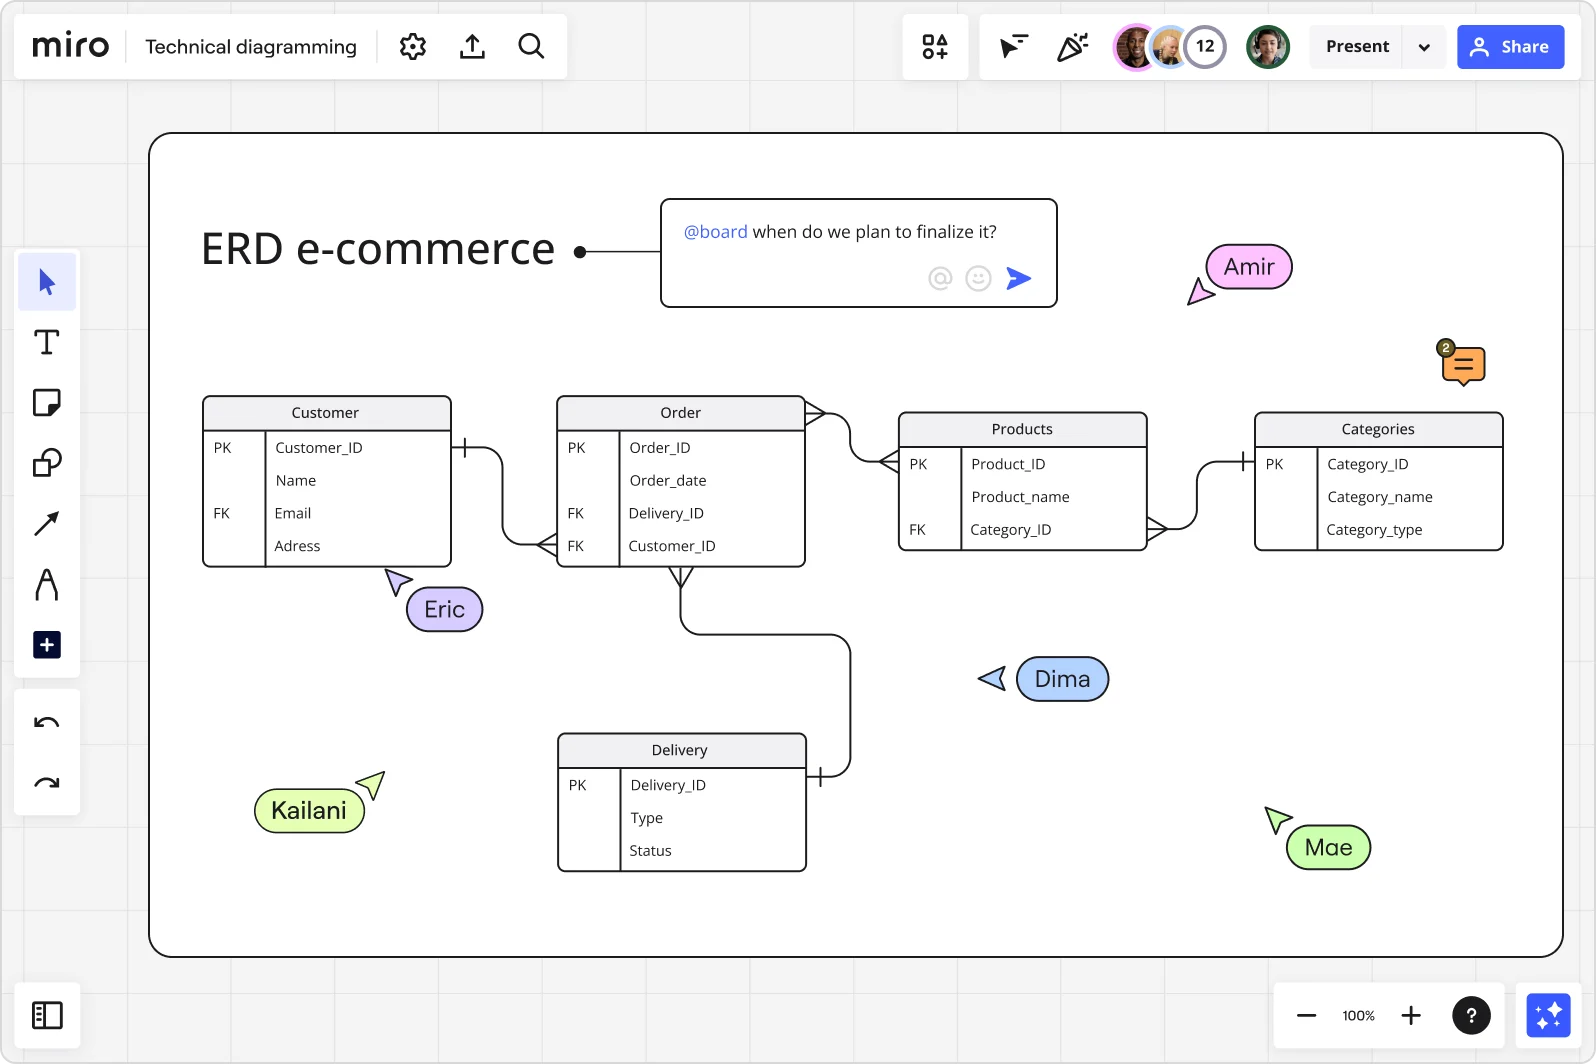 miro
Technical diagramming
12
Present
Share
ERD e-commerce
@board when do we plan to finalize it?
Amir
2
Customer
PK Customer_ID
Name
FK Email
Adress
Order
PK Order_ID
Order_date
FK Delivery_ID
FK Customer_ID
Products
PK Product_ID
Product_name
FK Category_ID
Categories
PK Category_ID
Category_name
Category_type
Eric
Dima
Delivery
PK Delivery_ID
Type
Status
Kailani
Mae
100%
?